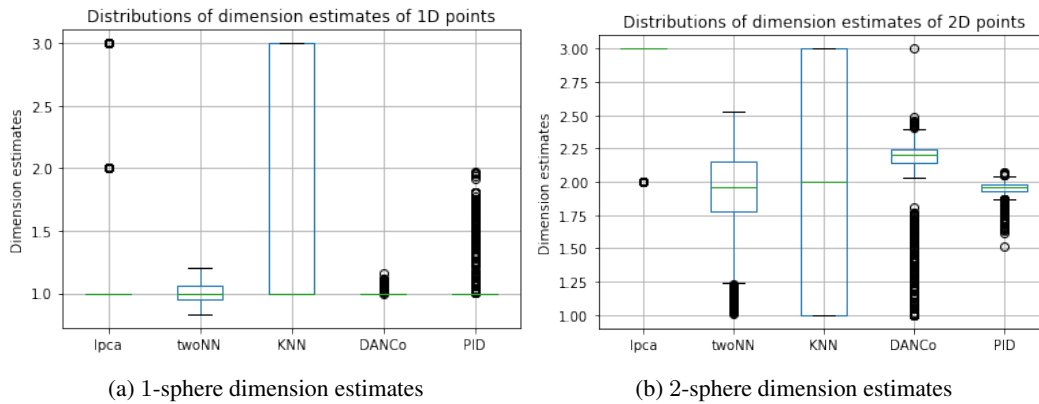 Distributions of dimension estimates of 1D points
Dimension estimates
3.0
2.5
2.0
1.5
1.0
lpca
twoNN
KNN
DANCo
PID
(a) 1-sphere dimension estimates
Distributions of dimension estimates of 2D points
Dimension estimates
3.00
2.75
2.50
2.25
2.00
1.75
1.50
1.25
1.00
lpca
twoNN
KNN
DANCo
PID
(b) 2-sphere dimension estimates